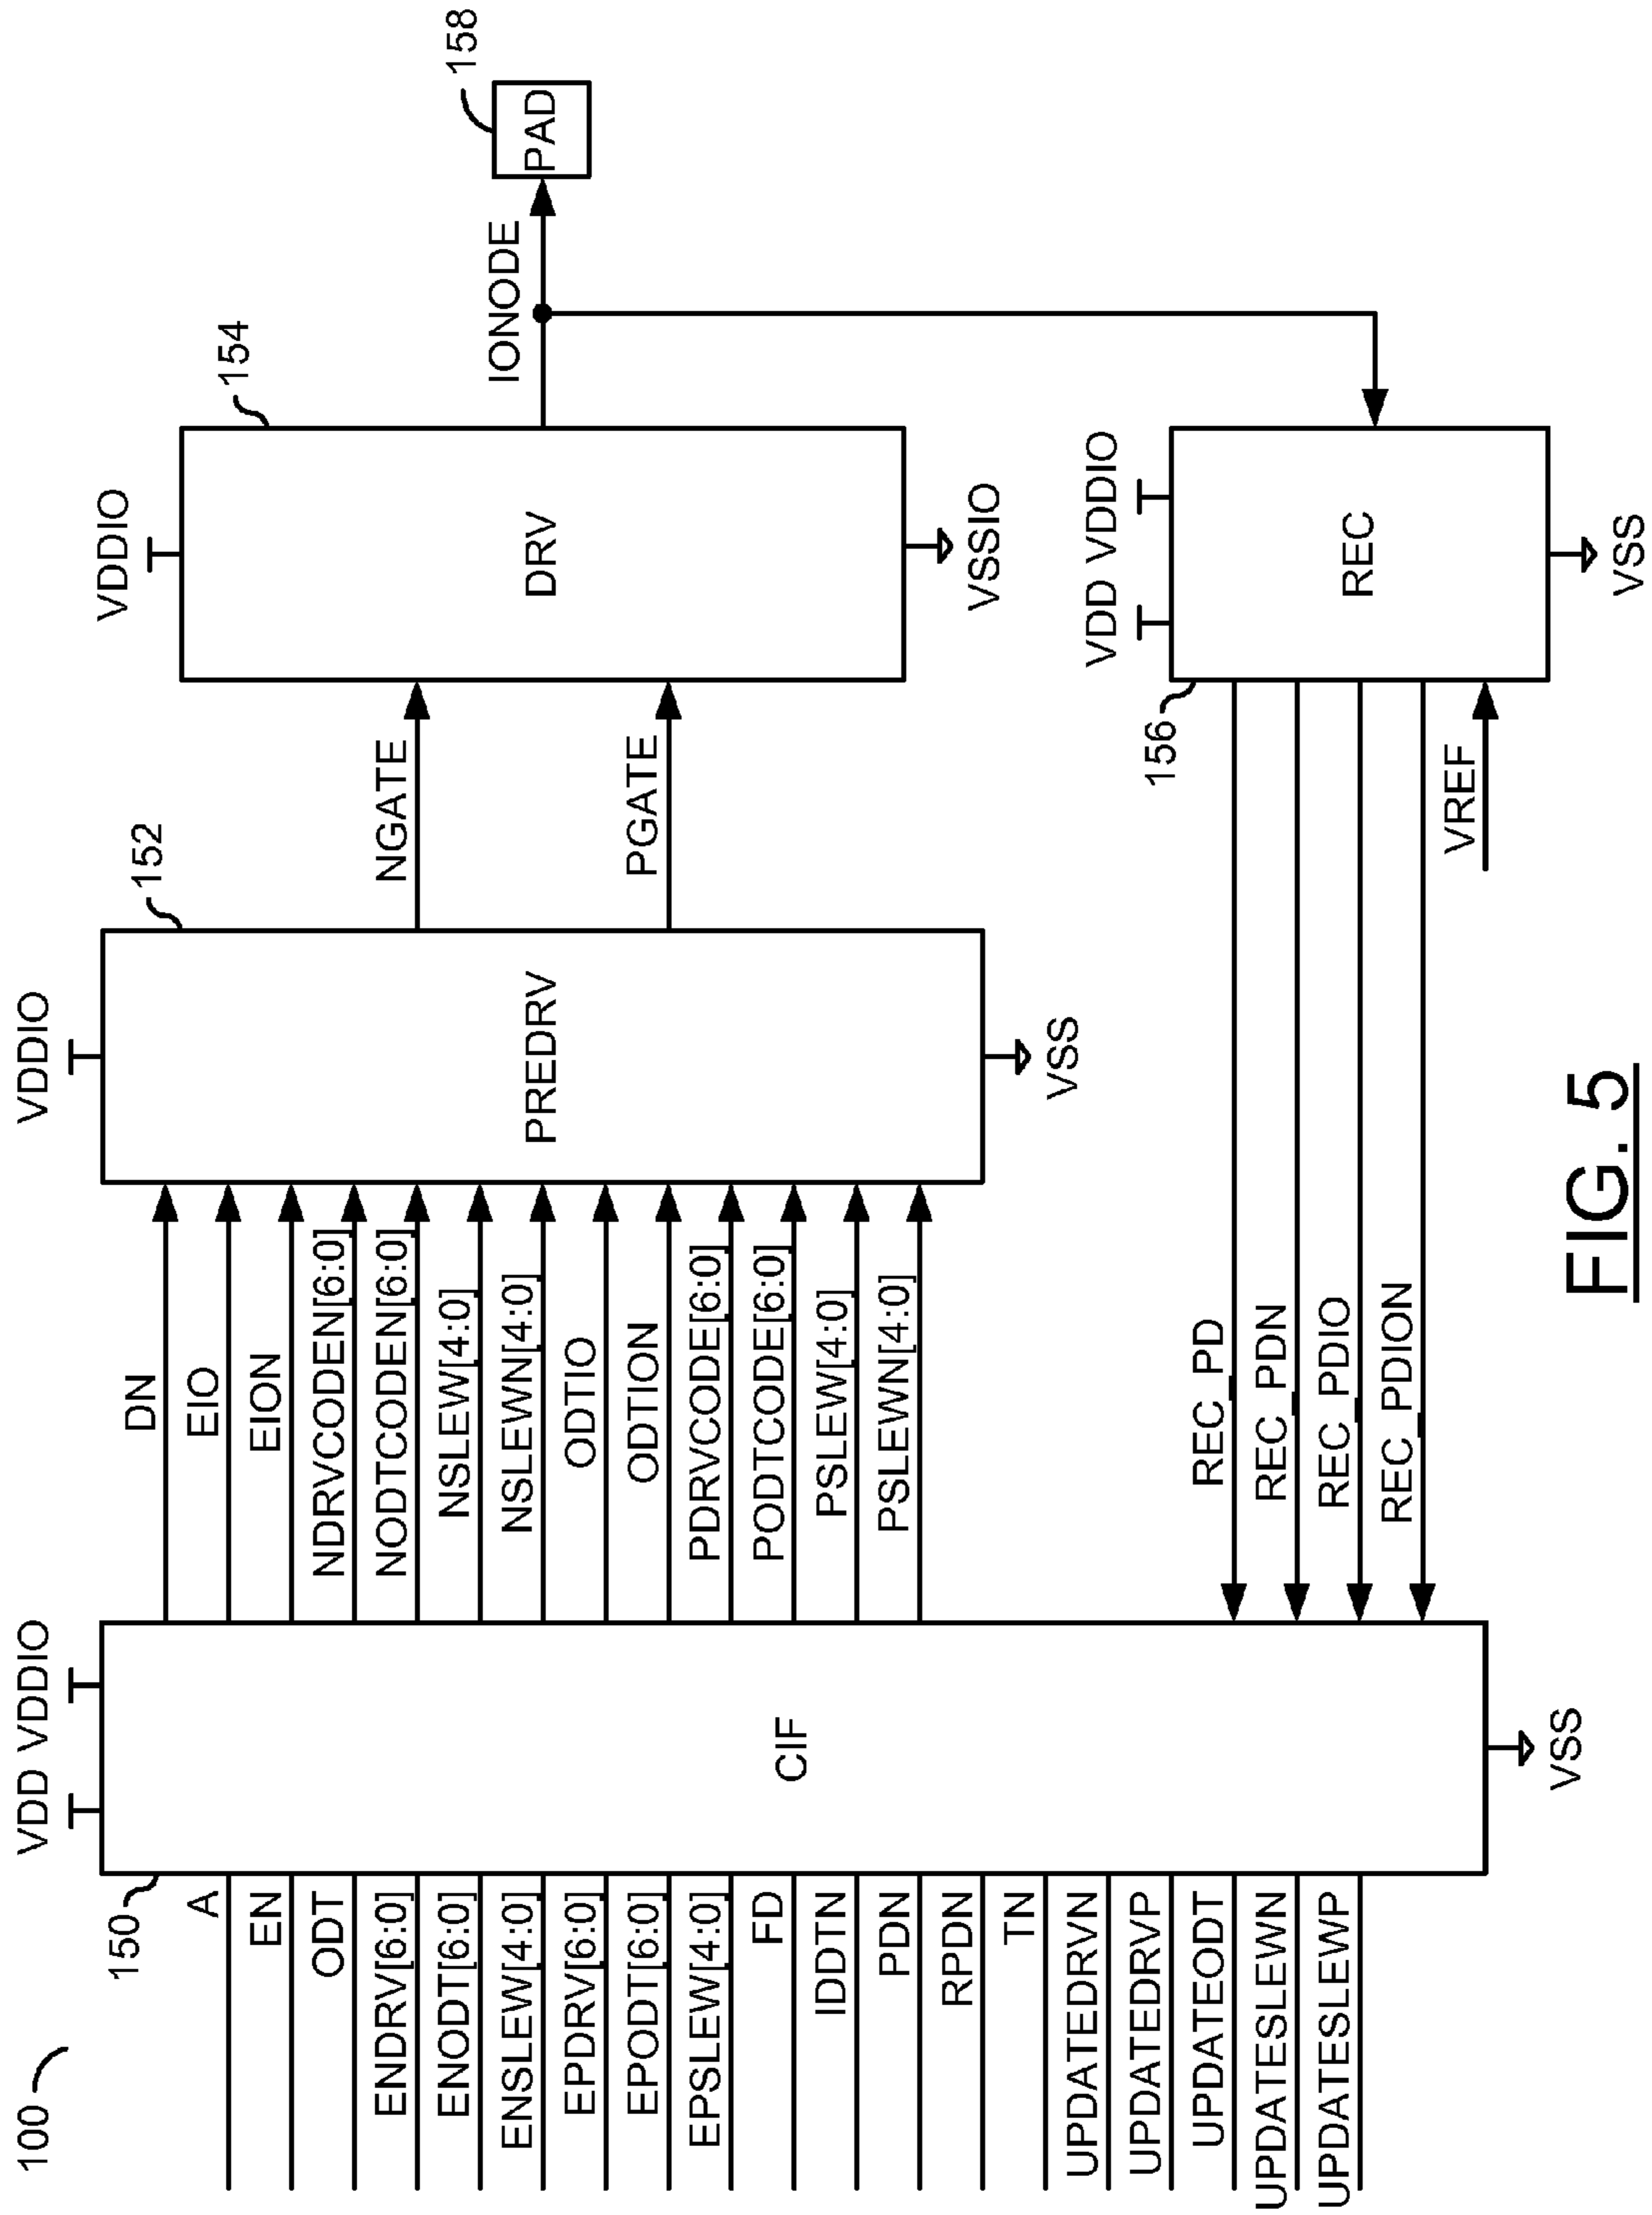 100
VDD VDDIO
150
A
EN
ODT
ENDRV[6:0]
ENODT[6:0]
ENSLEW[4:0]
EPDRV[6:0]
EPODT[6:0]
EPSLEW[4:0]
FD
IDDTN
PDN
RPDN
TN
UPDATEDRVN
UPDATEDRVP
UPDATEODT
UPDATESLEWN
UPDATESLEWP
CIF
VSS
DN
EIO
EION
NDRVCODEN[6:0]
NODTCODEN[6:0]
NSLEW[4:0]
NSLEWN[4:0]
ODTIO
ODTION
PDRVCODE[6:0]
PODTCODE[6:0]
PSLEW[4:0]
PSLEWN[4:0]
REC_PD
REC_PDN
REC_PDIO
REC_PDION
VDDIO
152
PREDRV
VSS
NGATE
PGATE
VDDIO
154
DRV
VSSIO
IONODE
158
PAD
VDD VDDIO
156
REC
VREF
VSS
FIG. 5